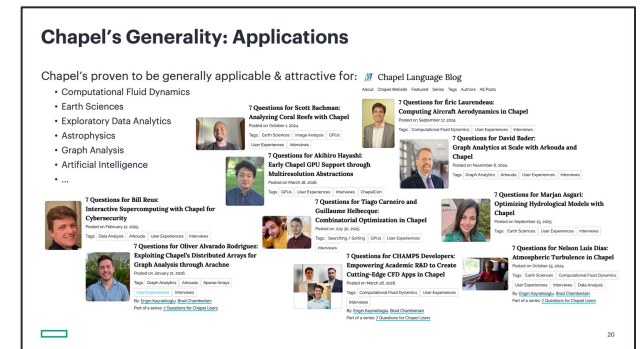 Chapel's Generality: Applications
Chapel's proven to be generally applicable & attractive for:
• Computational Fluid Dynamics
• Earth Sciences
• Exploratory Data Analytics
• Astrophysics
• Graph Analysis
• Artificial Intelligence
• ...
Chapel Language Blog
About Chapel Website Featured Series Tags Authors All Posts
7 Questions for Scott Bachman:
Analyzing Coral Reefs with Chapel
Posted on October 1, 2024.
Tags: Earth Sciences Image Analysis GPUs
User Experiences Interviews
7 Questions for Éric Laurendeau:
Computing Aircraft Aerodynamics in Chapel
Posted on September 17, 2024.
Tags: Computational Fluid Dynamics User Experiences Interviews
7 Questions for David Bader:
Graph Analytics at Scale with Arkouda and
Chapel
Posted on November 6, 2024.
Tags: Graph Analytics Arkouda User Experiences Interviews
7 Questions for Akihiro Hayashi:
Early Chapel GPU Support through
Multiresolution Abstractions
Posted on March 18, 2026.
Tags: GPUs User Experiences Interviews ChapelCon
7 Questions for Bill Reus:
Interactive Supercomputing with Chapel for
Cybersecurity
Posted on February 12, 2025.
Tags: Data Analysis Arkouda User Experiences Interviews
7 Questions for Tiago Carneiro and
Guillaume Helbecque:
Combinatorial Optimization in Chapel
Posted on July 30, 2025.
Tags: Searching / Sorting GPUs User Experiences
Interviews
7 Questions for Marjan Asgari:
Optimizing Hydrological Models with
Chapel
Posted on September 15, 2025.
Tags: Earth Sciences User Experiences Interviews
7 Questions for Oliver Alvarado Rodriguez:
Exploiting Chapel's Distributed Arrays for
Graph Analysis through Arachne
Posted on January 21, 2026.
Tags: Graph Analytics Arkouda Sparse Arrays
User Experiences Interviews
By: Engin Kayraklioglu, Brad Chamberlain
Part of a series: 7 Questions for Chapel Users
7 Questions for CHAMPS Developers:
Empowering Academic R&D to Create
Cutting-Edge CFD Apps in Chapel
Posted on March 28, 2026.
Tags: Computational Fluid Dynamics User Experiences
Interviews
By: Engin Kayraklioglu, Brad Chamberlain
Part of a series: 7 Questions for Chapel Users
7 Questions for Nelson Luís Dias:
Atmospheric Turbulence in Chapel
Posted on October 15, 2024.
Tags: Earth Sciences Computational Fluid Dynamics
User Experiences Interviews Data Analysis
By: Engin Kayraklioglu, Brad Chamberlain
Part of a series: 7 Questions for Chapel Users
20